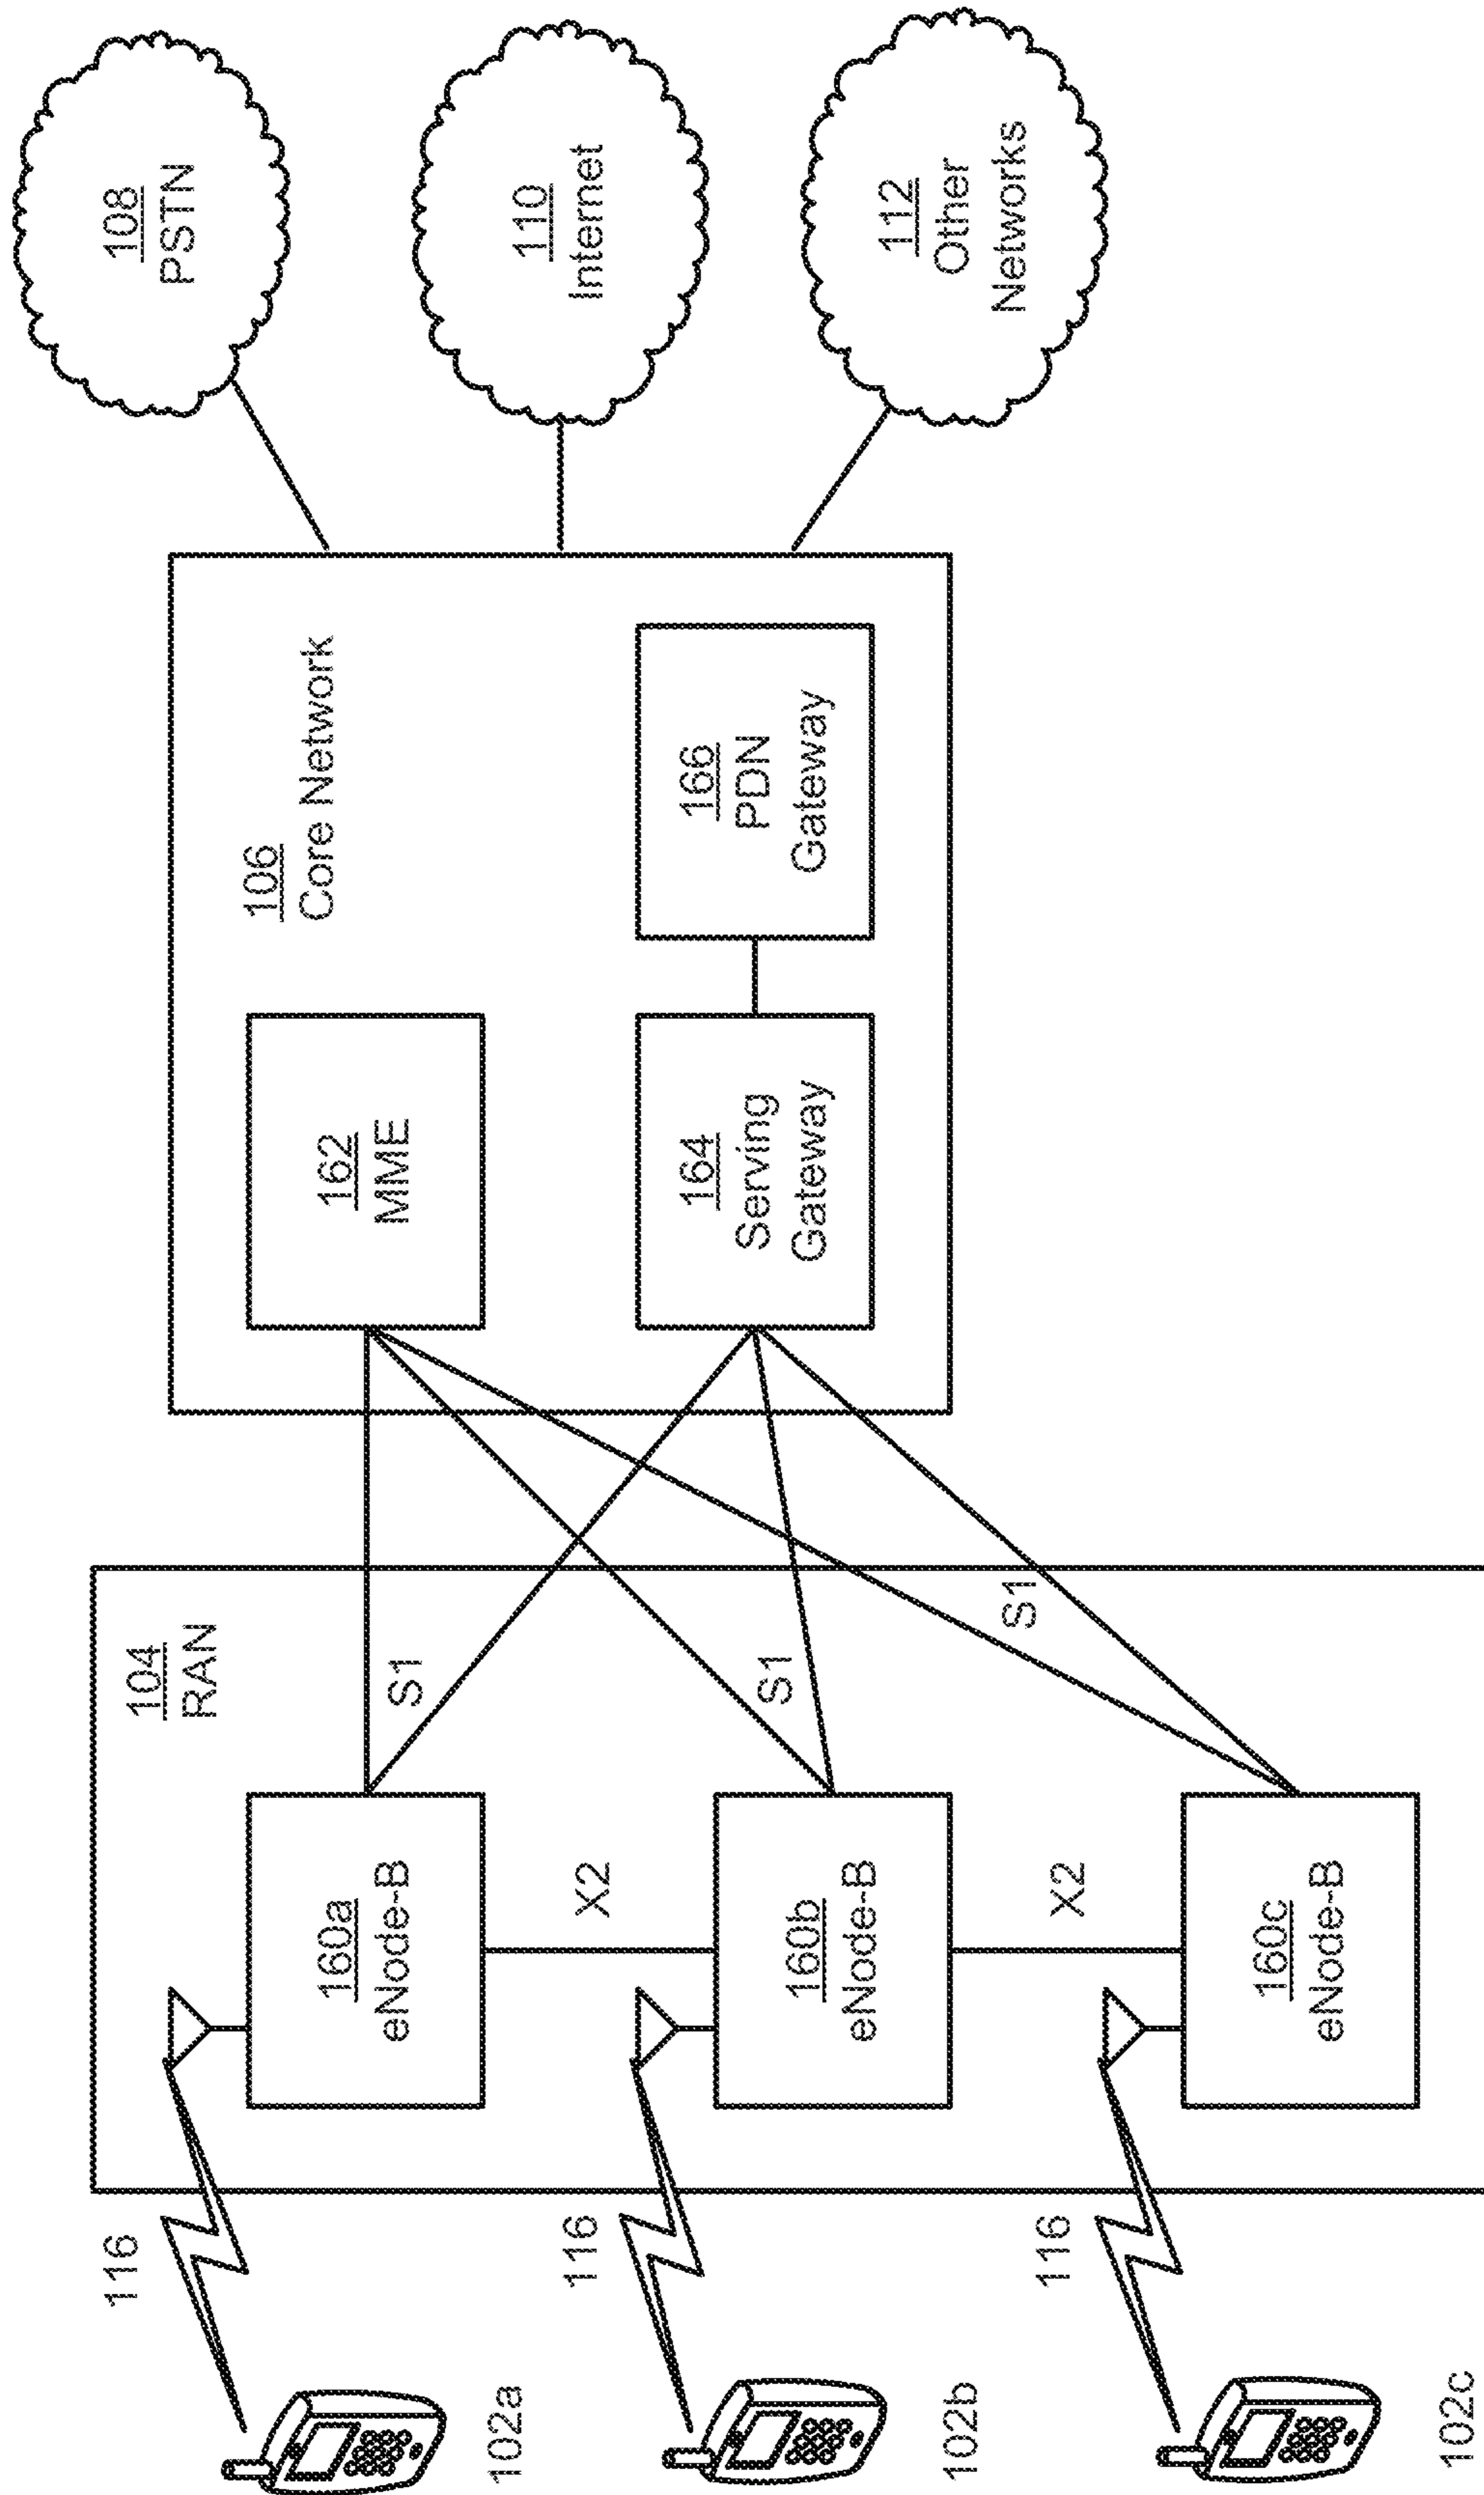 104
RAN
116
160a
eNode-B
102a
S1
X2
116
160b
eNode-B
102b
S1
X2
116
160c
eNode-B
102c
S1
106
Core Network
162
MME
164
Serving
Gateway
166
PDN
Gateway
108
PSTN
110
Internet
112
Other
Networks